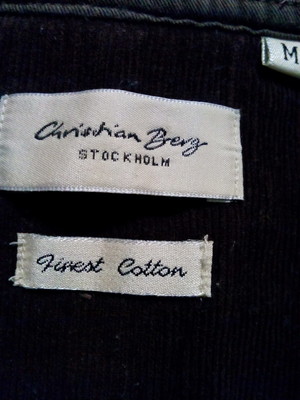 M
Christian Berg
STOCKHOLM
Finest Cotton